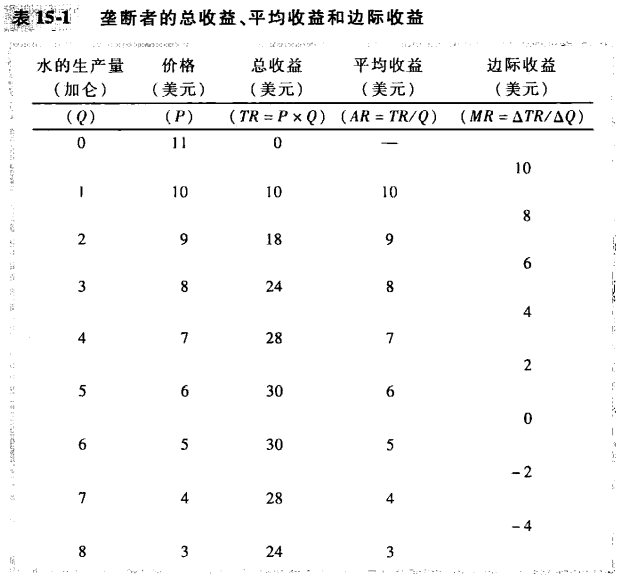 表 15-1 垄断者的总收益、平均收益和边际收益
水的生产量 价格 总收益 平均收益 边际收益
(加仑) (美元) (美元) (美元) (美元)
(Q) (P) (TR = P × Q) (AR = TR/Q) (MR = ΔTR/ΔQ)
0 11 0 —
10
1 10 10 10
8
2 9 18 9
6
3 8 24 8
4
4 7 28 7
2
5 6 30 6
0
6 5 30 5
-2
7 4 28 4
-4
8 3 24 3